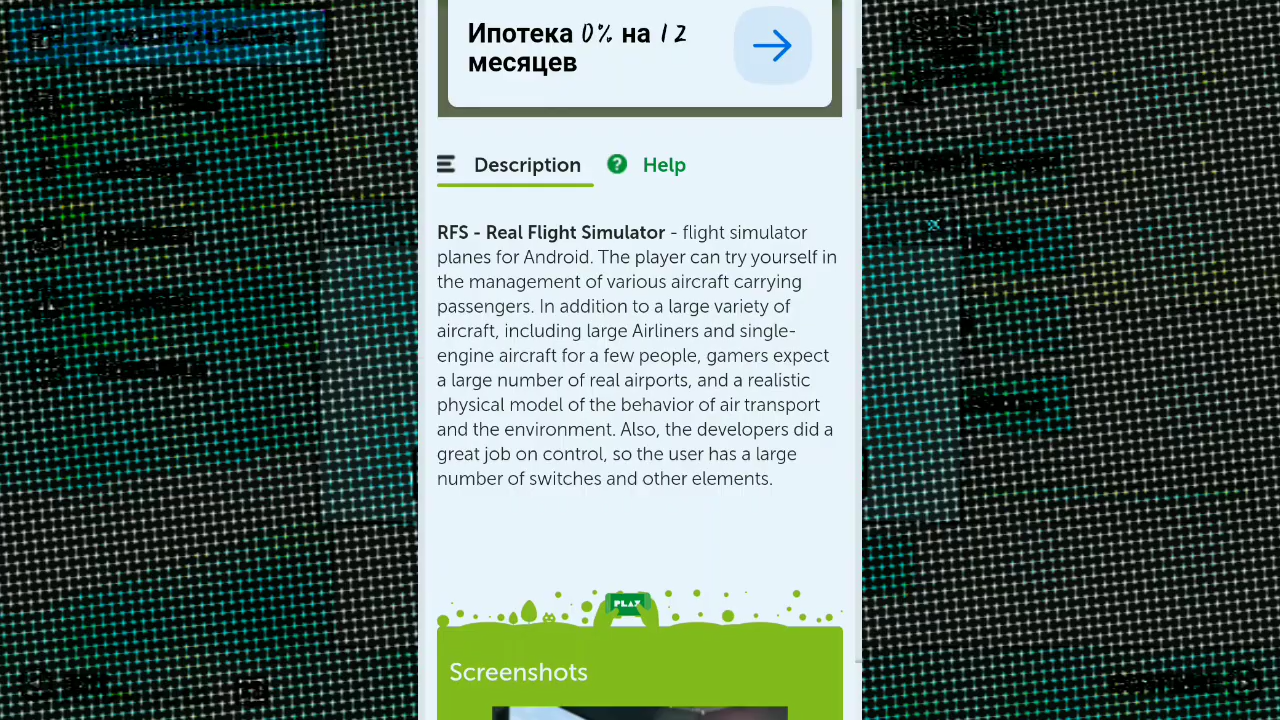 Ипотека 0% на 12
месяцев
Description
Help
RFS - Real Flight Simulator - flight simulator
planes for Android. The player can try yourself in
the management of various aircraft carrying
passengers. In addition to a large variety of
aircraft, including large Airliners and single-
engine aircraft for a few people, gamers expect
a large number of real airports, and a realistic
physical model of the behavior of air transport
and the environment. Also, the developers did a
great job on control, so the user has a large
number of switches and other elements.
PLAY
Screenshots